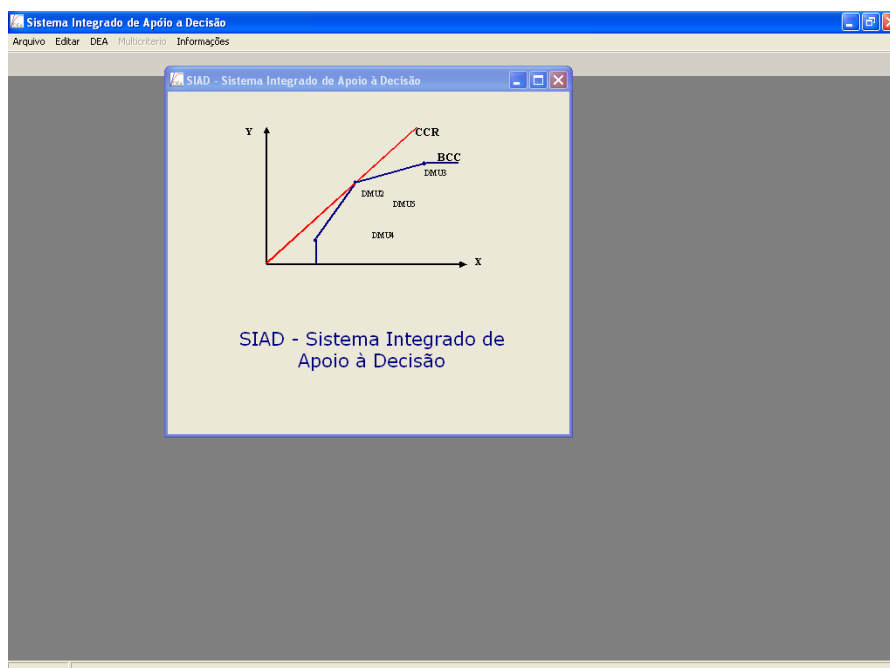 Sistema Integrado de Apóio a Decisão
Arquivo Editar DEA Multicriterio Informações
SIAD - Sistema Integrado de Apoio à Decisão
Y
CCR
BCC
DMU3
DMU2
DMU5
DMU4
X
SIAD - Sistema Integrado de
Apoio à Decisão